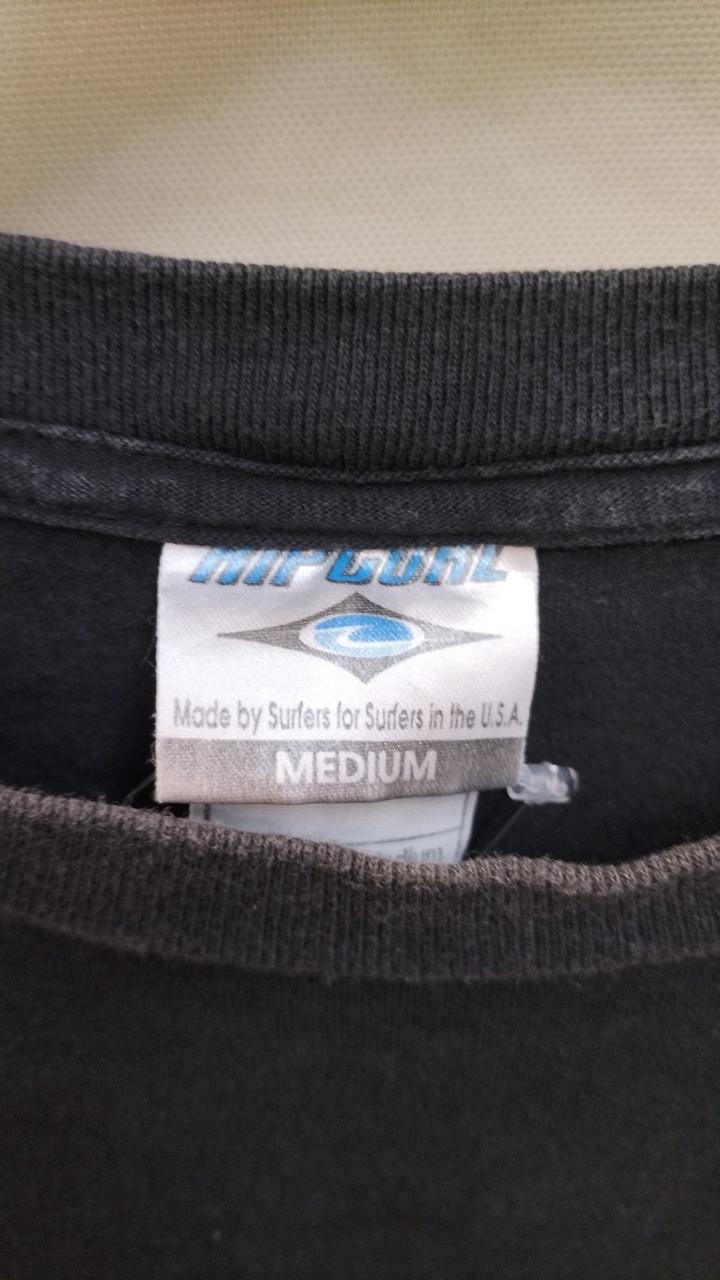 RIPCURL
Made by Surfers for Surfers in the U.S.A.
MEDIUM